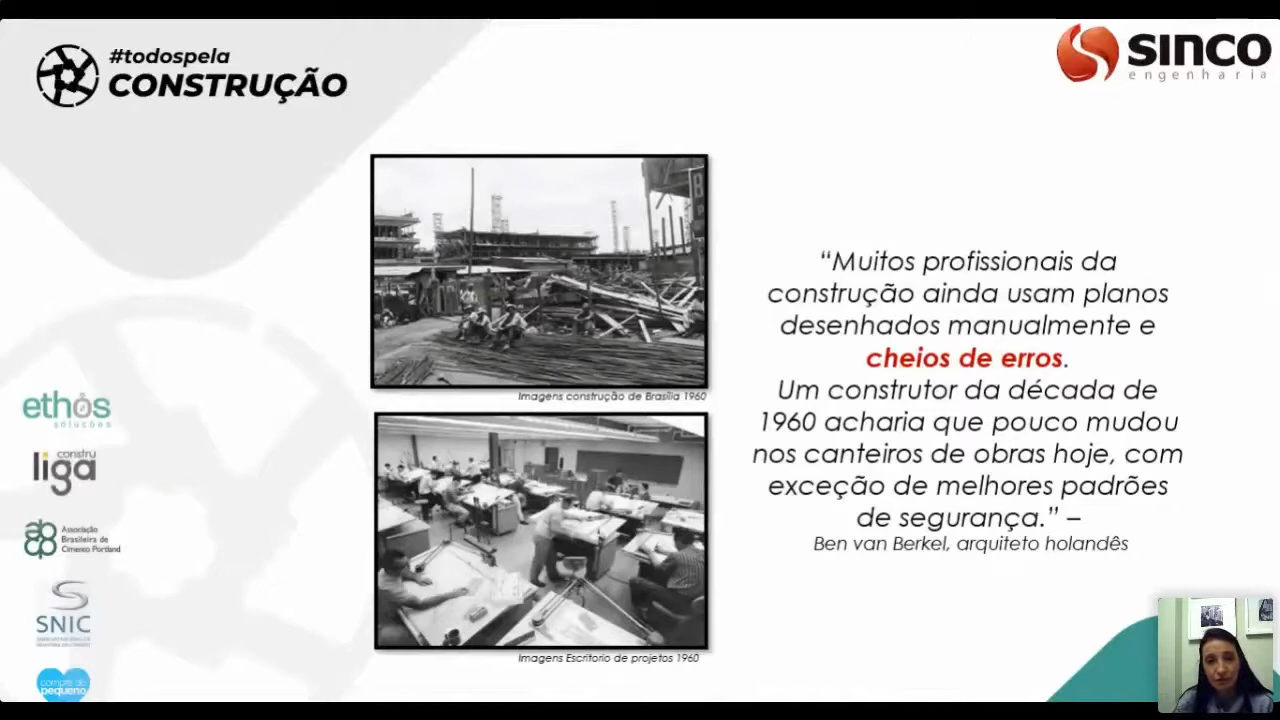 #todospela
CONSTRUÇÃO
SINCO
engenharia
Imagens construção de Brasília 1960
Imagens Escritorio de projetos 1960
“Muitos profissionais da
construção ainda usam planos
desenhados manualmente e
cheios de erros.
Um construtor da década de
1960 acharia que pouco mudou
nos canteiros de obras hoje, com
exceção de melhores padrões
de segurança.” –
Ben van Berkel, arquiteto holandês
ethos
soluções
constru
liga
Associação
Brasileira de
Cimento Portland
SNIC
compre do
pequeno